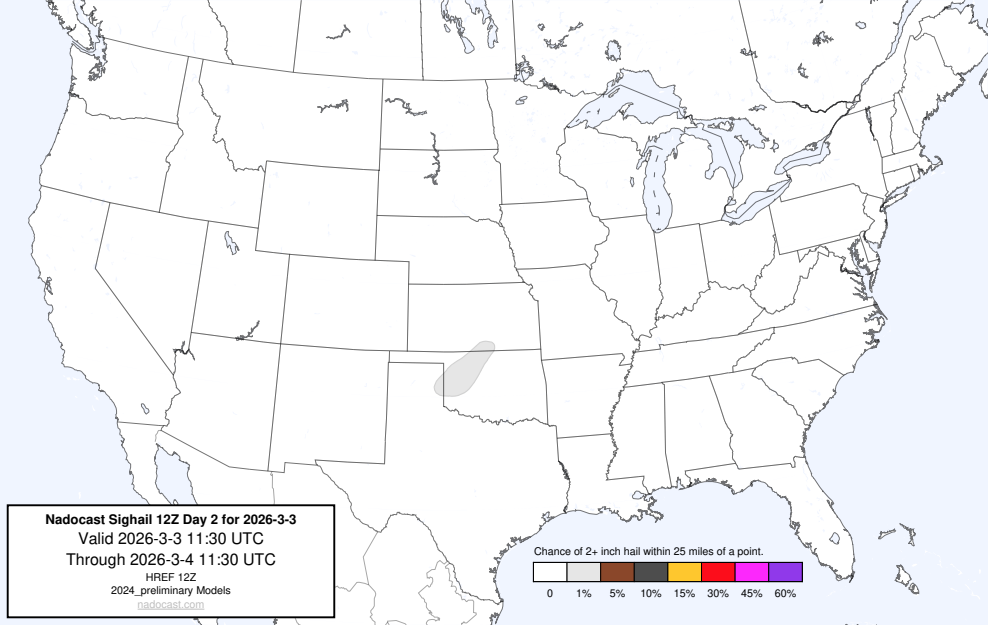 Nadocast Sighail 12Z Day 2 for 2026-3-3
Valid 2026-3-3 11:30 UTC
Through 2026-3-4 11:30 UTC
HREF 12Z
2024_preliminary Models
nadocast.com
Chance of 2+ inch hail within 25 miles of a point.
0 1% 5% 10% 15% 30% 45% 60%